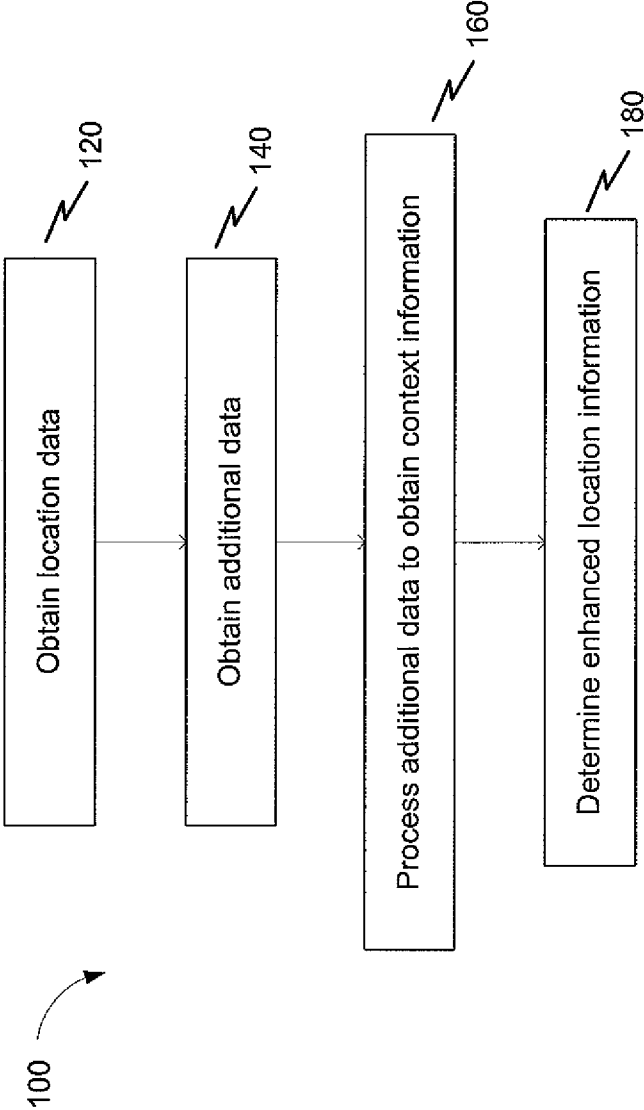 100
Obtain location data
120
Obtain additional data
140
Process additional data to obtain context information
160
Determine enhanced location information
180